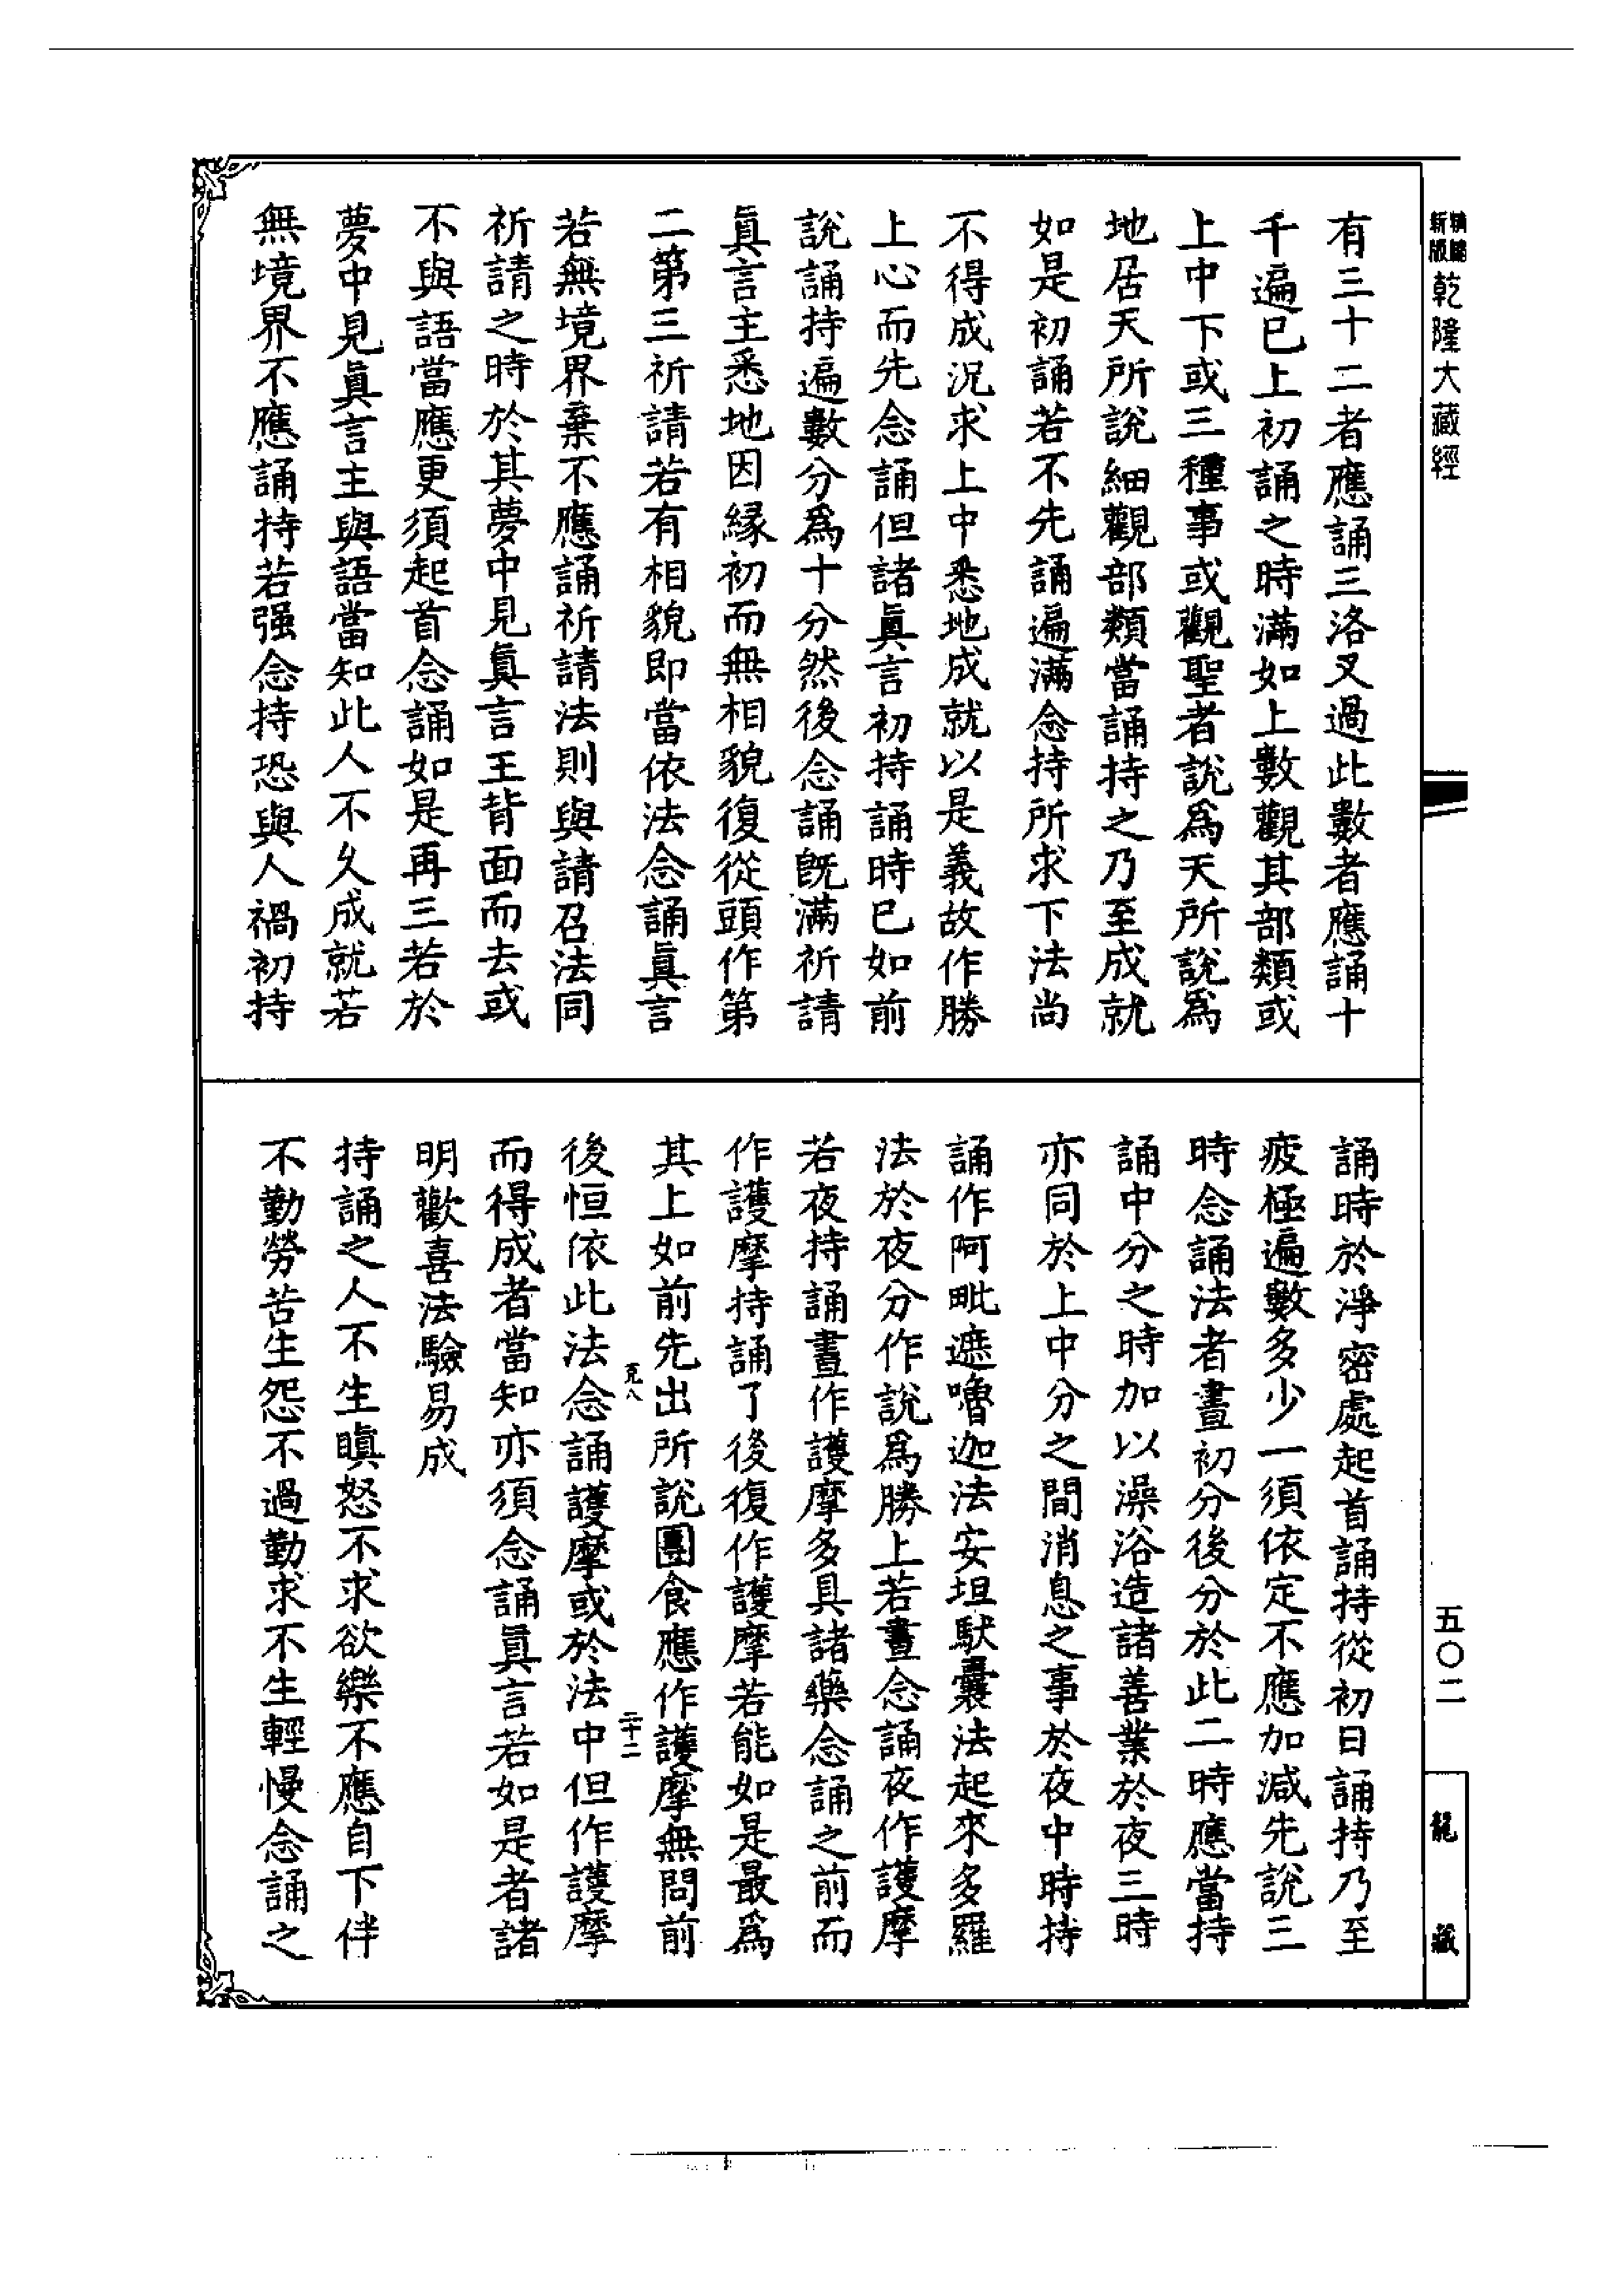 精編
新版
乾隆大藏經
有三十二者應誦三洛叉過此數者應誦十
千遍已上初誦之時滿如上數觀其部類或
上中下或三種事或觀聖者說為天所說為
地居天所說細觀部類當誦持之乃至成就
如是初誦若不先誦遍滿念持所求下法尚
不得成況求上中悉地成就以是義故作勝
上心而先念誦但諸真言初持誦時已如前
說誦持遍數分為十分然後念誦既滿祈請
真言主悉地因緣初而無相貌復從頭作第
二第三祈請若有相貌即當依法念誦真言
若無境界棄不應誦祈請法則與請召法同
祈請之時於其夢中見真言王背面而去或
不與語當應更須起首念誦如是再三若於
夢中見真言主與語當知此人不久成就若
無境界不應誦持若强念持恐與人禍初持
誦時於淨密處起首誦持從初日誦持乃至
疲極遍數多少一須依定不應加減先說三
時念誦法者晝初分後分於此二時應當持
誦中分之時加以澡浴造諸善業於夜三時
亦同於上中分之間消息之事於夜中時持
誦作阿毗遮嚕迦法安坦馱囊法起來多羅
法於夜分作說為勝上若晝念誦夜作護摩
若夜持誦晝作護摩多具諸藥念誦之前而
作護摩持誦了後復作護摩若能如是最為
其上如前先出所說團食應作護摩無問前
克八
二十二
後恒依此法念誦護摩或於法中但作護摩
而得成者當知亦須念誦真言若如是者諸
明歡喜法驗易成
持誦之人不生瞋怒不求欲樂不應自下伴
不勤勞苦生怨不過勤求不生輕慢念誦之
五〇二
龍藏